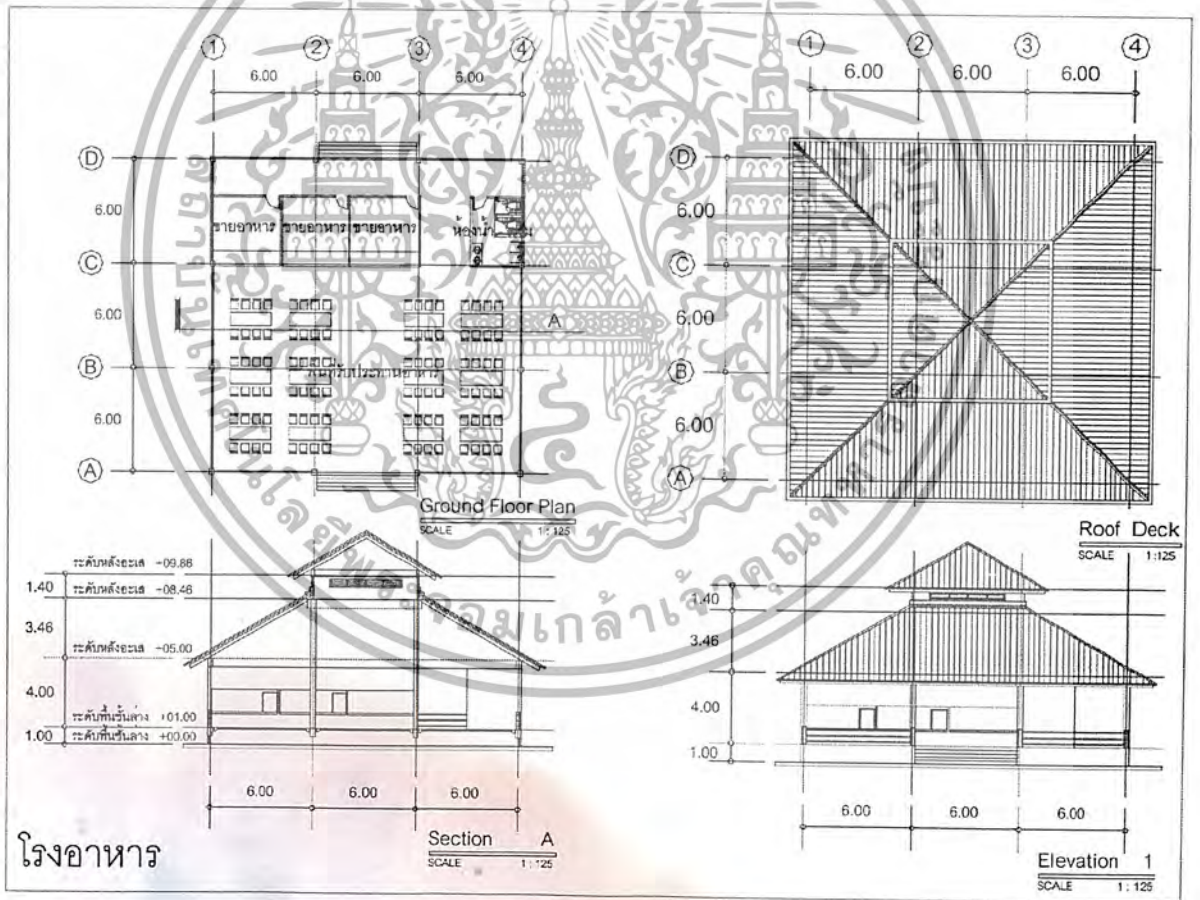 1 2 3 4
6.00 6.00 6.00
D
6.00
C
6.00
B
6.00
A
ขายอาหาร ขายอาหาร ขายอาหาร
A
Ground Floor Plan
SCALE 1:125
1 2 3 4
6.00 6.00 6.00
D
6.00
C
6.00
B
6.00
A
Roof Deck
SCALE 1:125
1.40
3.46
4.00
1.00
ระดับหลังอะเส +09.86
ระดับหลังอะเส +08.46
ระดับหลังอะเส +05.00
ระดับพื้นชั้นล่าง +01.00
ระดับพื้นชั้นล่าง +00.00
6.00 6.00 6.00
Section A
SCALE 1:125
1.40
3.46
4.00
1.00
6.00 6.00 6.00
Elevation 1
SCALE 1:125
โรงอาหาร